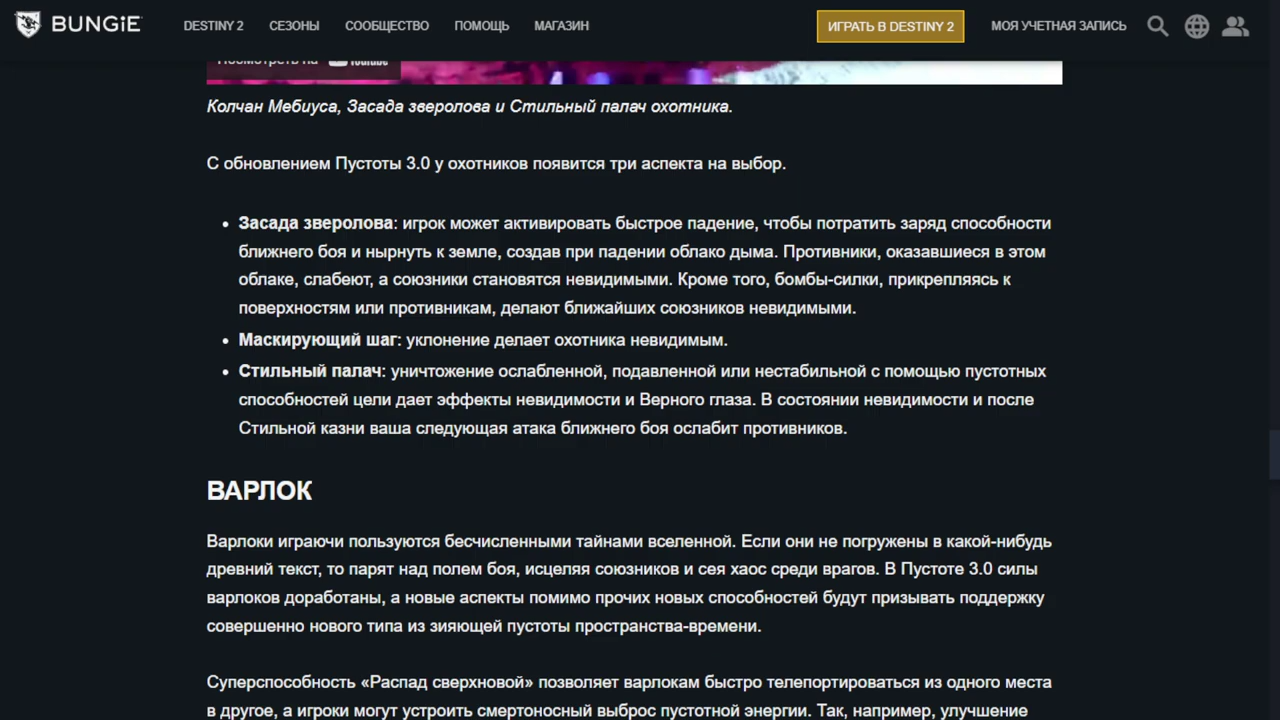 BUNGiE DESTINY 2 СЕЗОНЫ СООБЩЕСТВО ПОМОЩЬ МАГАЗИН ИГРАТЬ В DESTINY 2 МОЯ УЧЕТНАЯ ЗАПИСЬ
Посмотреть на YouTube
Колчан Мебиуса, Засада зверолова и Стильный палач охотника.
С обновлением Пустоты 3.0 у охотников появится три аспекта на выбор.
• Засада зверолова: игрок может активировать быстрое падение, чтобы потратить заряд способности
ближнего боя и нырнуть к земле, создав при падении облако дыма. Противники, оказавшиеся в этом
облаке, слабеют, а союзники становятся невидимыми. Кроме того, бомбы-силки, прикрепляясь к
поверхностям или противникам, делают ближайших союзников невидимыми.
• Маскирующий шаг: уклонение делает охотника невидимым.
• Стильный палач: уничтожение ослабленной, подавленной или нестабильной с помощью пустотных
способностей цели дает эффекты невидимости и Верного глаза. В состоянии невидимости и после
Стильной казни ваша следующая атака ближнего боя ослабит противников.
ВАРЛОК
Варлоки играючи пользуются бесчисленными тайнами вселенной. Если они не погружены в какой-нибудь
древний текст, то парят над полем боя, исцеляя союзников и сея хаос среди врагов. В Пустоте 3.0 силы
варлоков доработаны, а новые аспекты помимо прочих новых способностей будут призывать поддержку
совершенно нового типа из зияющей пустоты пространства-времени.
Суперспособность «Распад сверхновой» позволяет варлокам быстро телепортироваться из одного места
в другое, а игроки могут устроить смертоносный выброс пустотной энергии. Так, например, улучшение